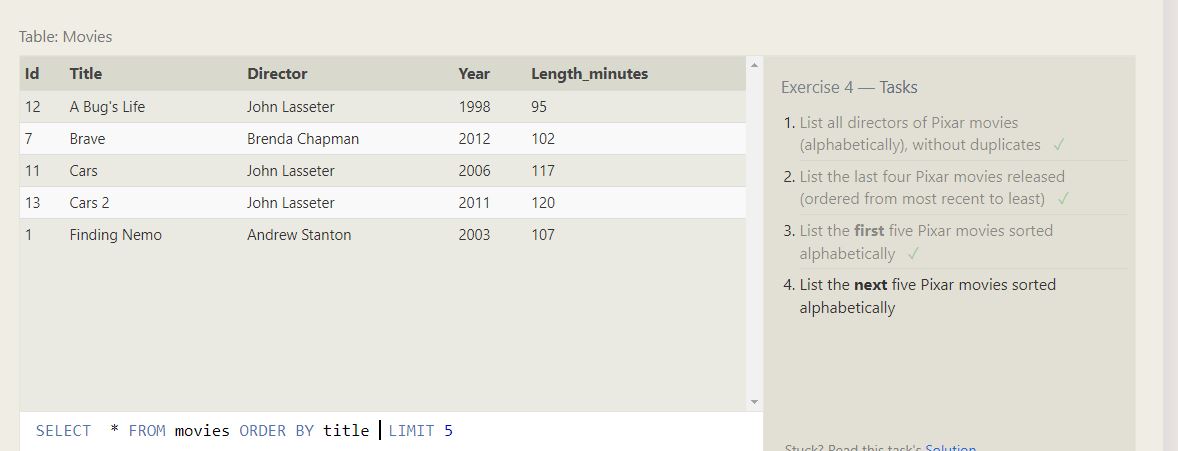 Table: Movies
Id Title Director Year Length_minutes
12 A Bug's Life John Lasseter 1998 95
7 Brave Brenda Chapman 2012 102
11 Cars John Lasseter 2006 117
13 Cars 2 John Lasseter 2011 120
1 Finding Nemo Andrew Stanton 2003 107
SELECT * FROM movies ORDER BY title LIMIT 5
Exercise 4 — Tasks
1. List all directors of Pixar movies
(alphabetically), without duplicates ✓
2. List the last four Pixar movies released
(ordered from most recent to least) ✓
3. List the first five Pixar movies sorted
alphabetically ✓
4. List the next five Pixar movies sorted
alphabetically
Stuck? Read this task's Solution